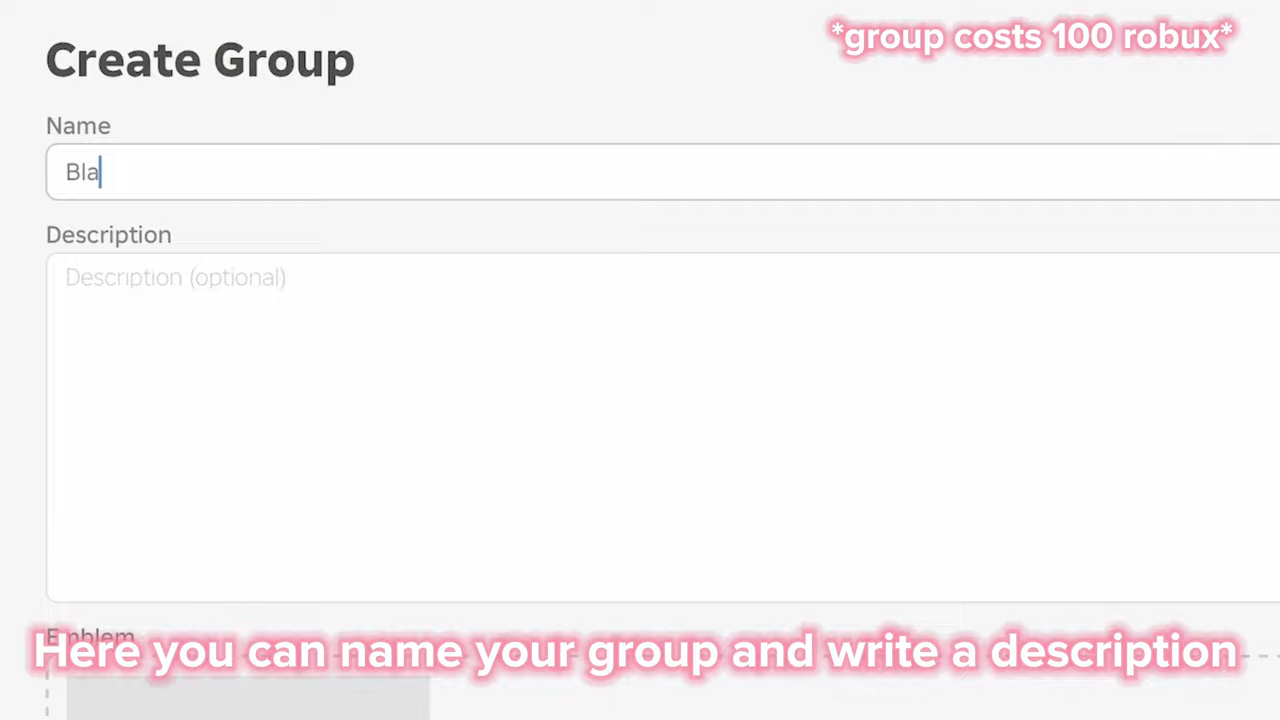 *group costs 100 robux*
Create Group
Name
Bla
Description
Description (optional)
Emblem
Here you can name your group and write a description